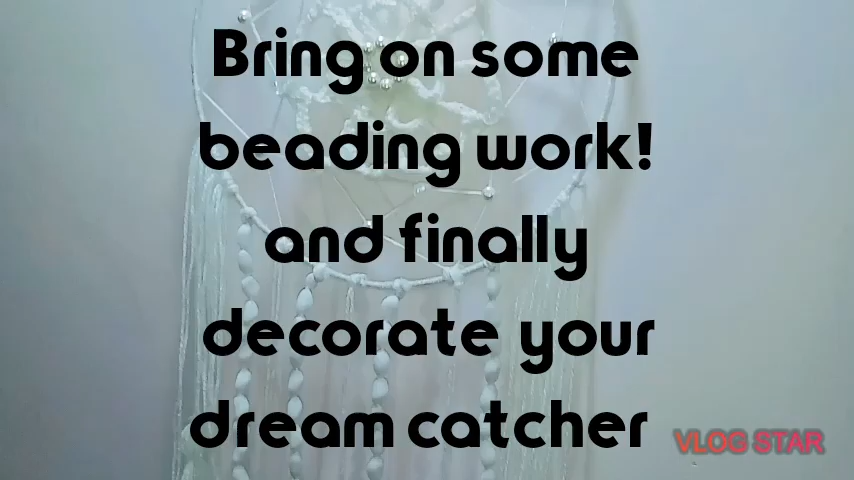 Bring on some
beading work!
and finally
decorate your
dream catcher
VLOG STAR